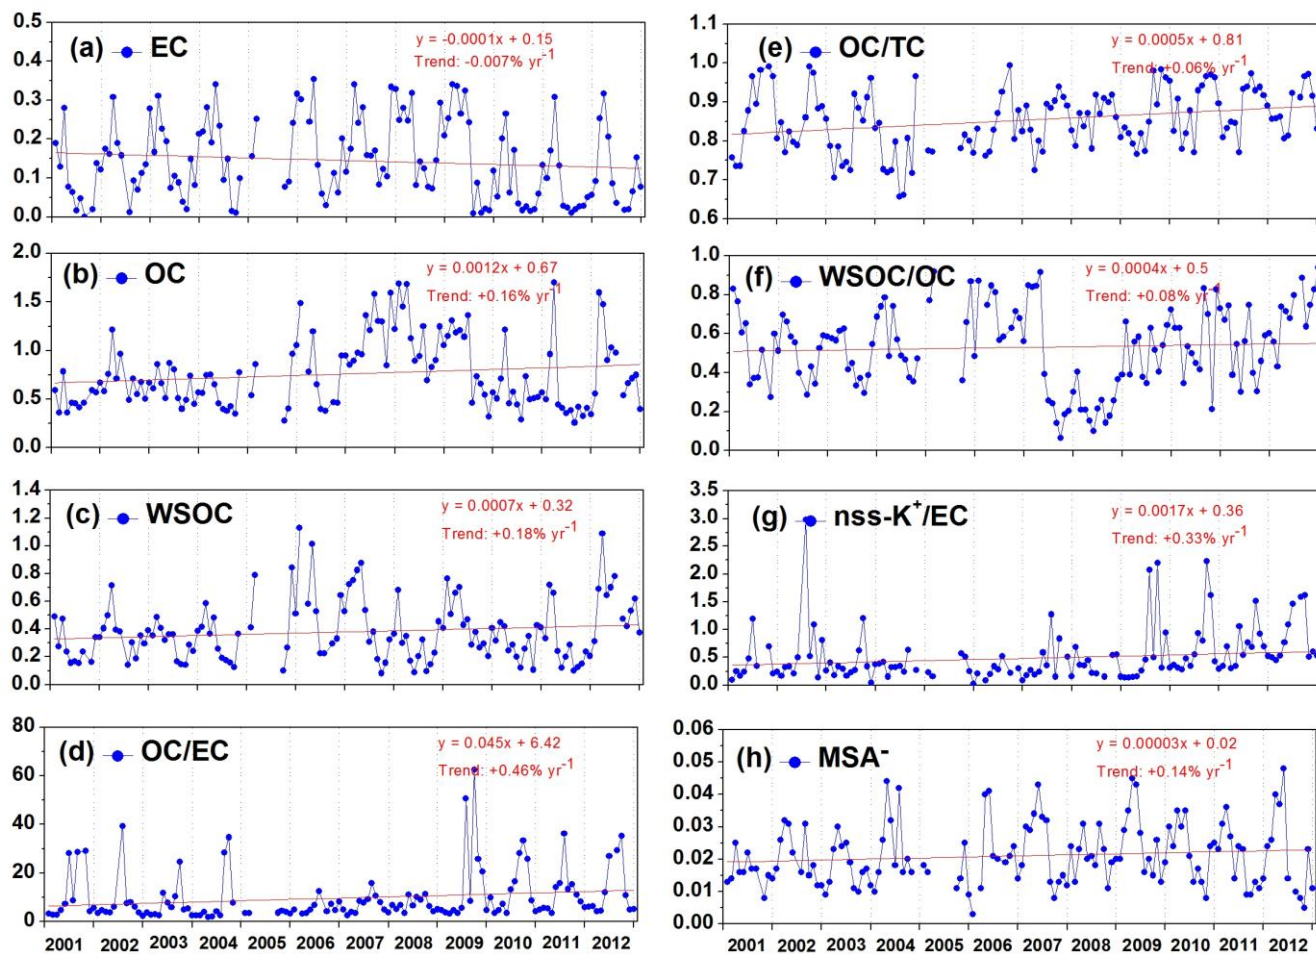 (a) EC
y = -0.0001x + 0.15
Trend: -0.007% yr-1
0.5
0.4
0.3
0.2
0.1
0.0
(b) OC
y = 0.0012x + 0.67
Trend: +0.16% yr-1
2.0
1.5
1.0
0.5
0.0
(c) WSOC
y = 0.0007x + 0.32
Trend: +0.18% yr-1
1.4
1.2
1.0
0.8
0.6
0.4
0.2
0.0
(d) OC/EC
y = 0.045x + 6.42
Trend: +0.46% yr-1
80
60
40
20
0
2001 2002 2003 2004 2005 2006 2007 2008 2009 2010 2011 2012
(e) OC/TC
y = 0.0005x + 0.81
Trend: +0.06% yr-1
1.1
1.0
0.9
0.8
0.7
0.6
(f) WSOC/OC
y = 0.0004x + 0.5
Trend: +0.08% yr-1
1.0
0.8
0.6
0.4
0.2
0.0
(g) nss-K+/EC
y = 0.0017x + 0.36
Trend: +0.33% yr-1
3.5
3.0
2.5
2.0
1.5
1.0
0.5
0.0
(h) MSA-
y = 0.00003x + 0.02
Trend: +0.14% yr-1
0.06
0.05
0.04
0.03
0.02
0.01
0.00
2001 2002 2003 2004 2005 2006 2007 2008 2009 2010 2011 2012